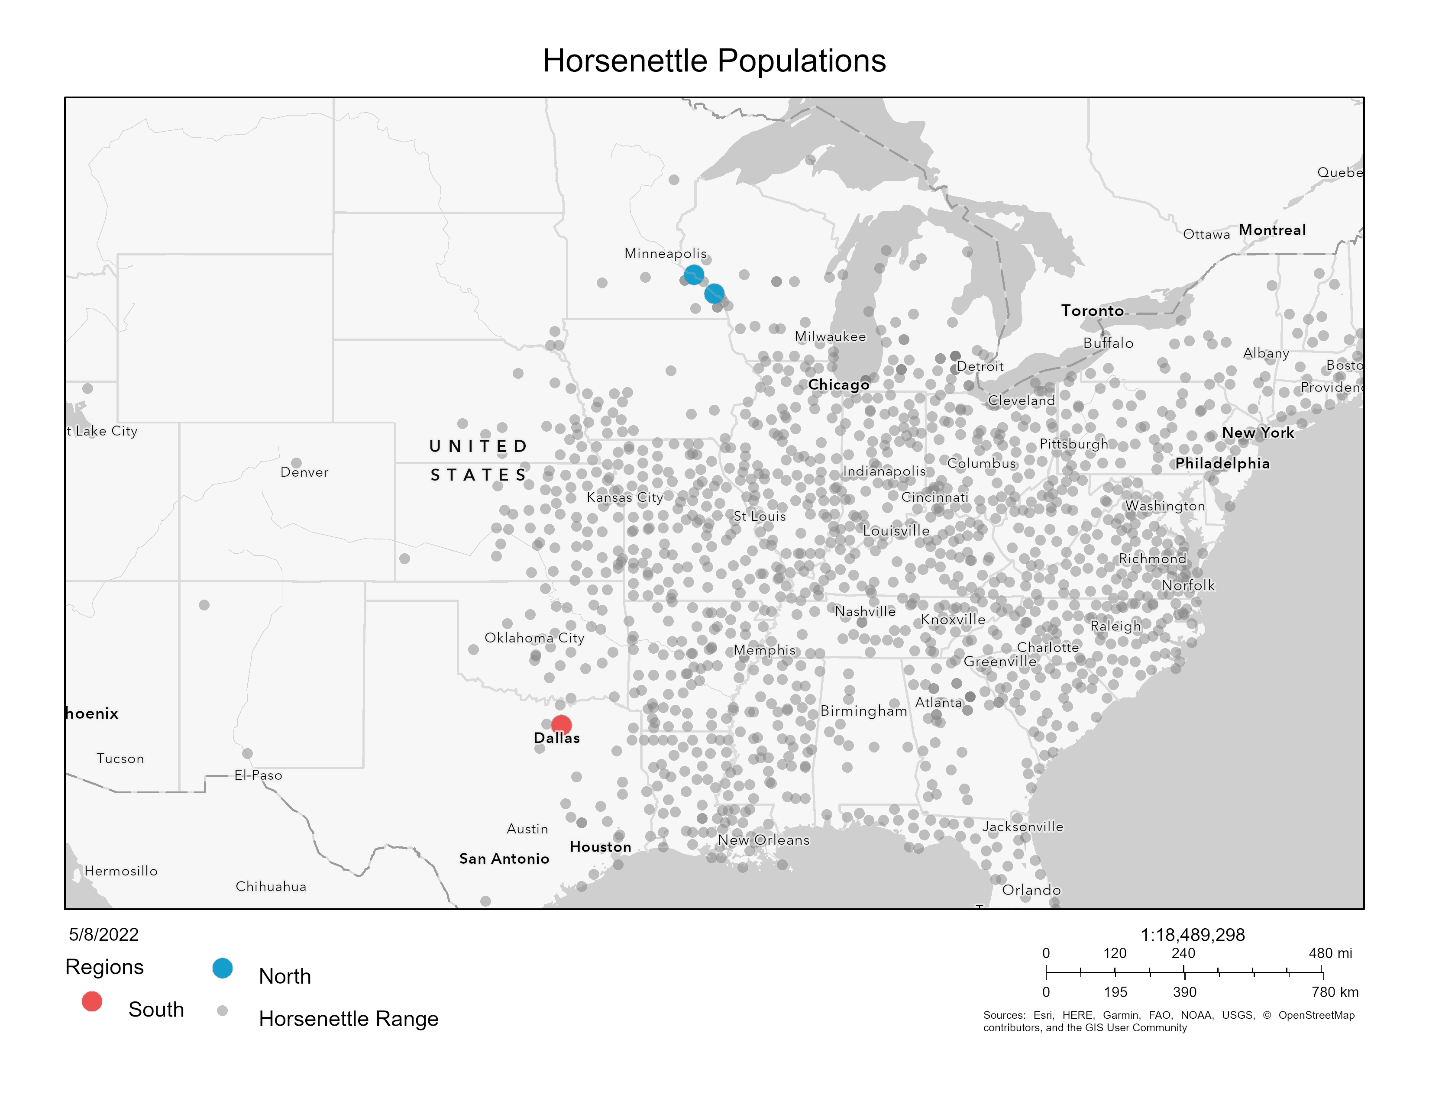 Horsenettle Populations
Quebe
Ottawa
Montreal
Minneapolis
Toronto
Milwaukee
Buffalo
Albany
Detroit
Bosto
Chicago
Providenc
Cleveland
t Lake City
New York
UNITED
STATES
Pittsburgh
Denver
Indianapolis
Columbus
Philadelphia
Kansas City
Cincinnati
Washington
St Louis
Louisville
Richmond
Norfolk
Nashville
Knoxville
Raleigh
Oklahoma City
Memphis
Charlotte
Greenville
hoenix
Birmingham
Atlanta
Dallas
Tucson
El-Paso
Austin
Jacksonville
San Antonio
Houston
New Orleans
Hermosillo
Chihuahua
Orlando
T
5/8/2022
Regions
North
South
Horsenettle Range
1:18,489,298
0 120 240 480 mi
0 195 390 780 km
Sources: Esri, HERE, Garmin, FAO, NOAA, USGS, © OpenStreetMap
contributors, and the GIS User Community